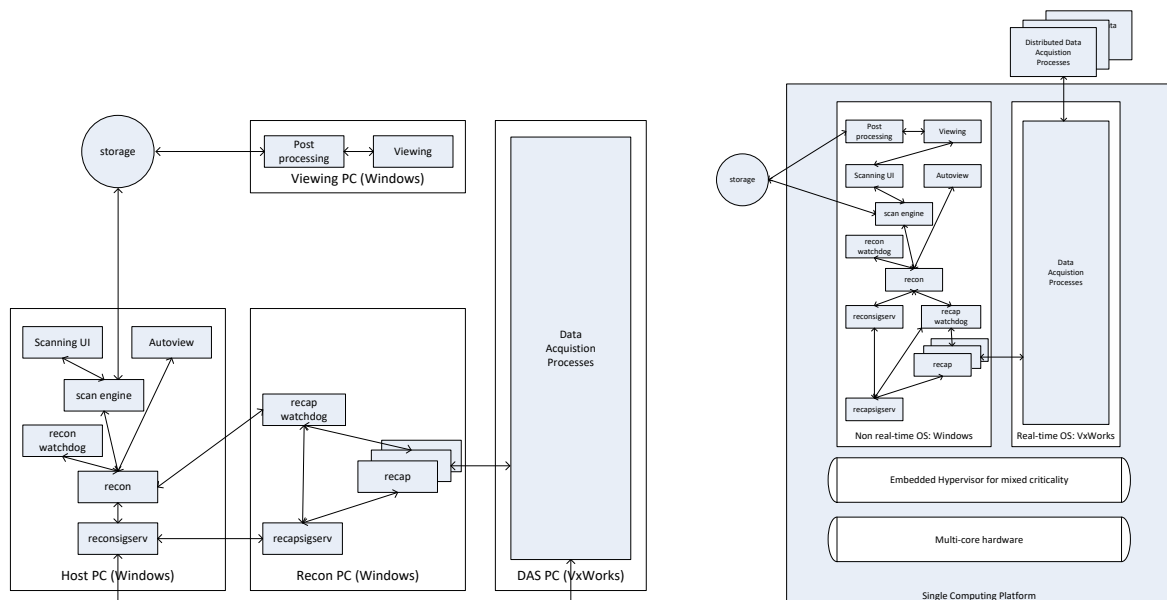 storage
Post
processing
Viewing
Viewing PC (Windows)
Scanning UI
Autoview
scan engine
recon
watchdog
recon
reconsigserv
Host PC (Windows)
recap
watchdog
recap
recapsigserv
Recon PC (Windows)
Data
Acquistion
Processes
DAS PC (VxWorks)
Distributed Data
Acquistion
Processes
storage
Post
processing
Viewing
Scanning UI
Autoview
scan engine
recon
watchdog
recon
reconsigserv
recap
watchdog
recap
recapsigserv
Non real-time OS: Windows
Data
Acquistion
Processes
Real-time OS: VxWorks
Embedded Hypervisor for mixed criticality
Multi-core hardware
Single Computing Platform